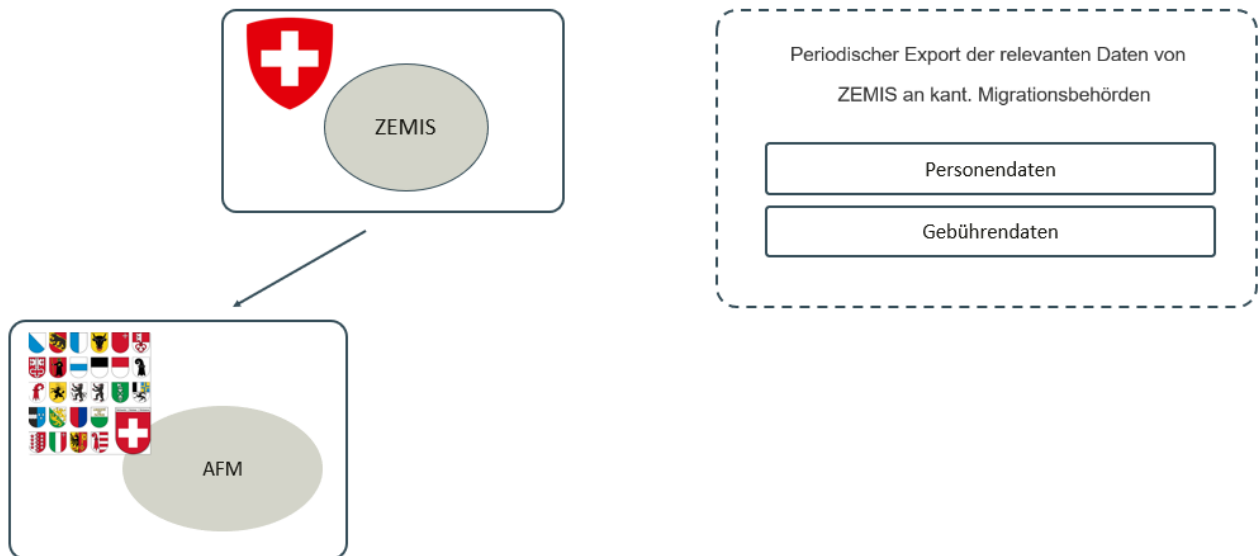 ZEMIS
Periodischer Export der relevanten Daten von
ZEMIS an kant. Migrationsbehörden
Personendaten
Gebührendaten
AFM